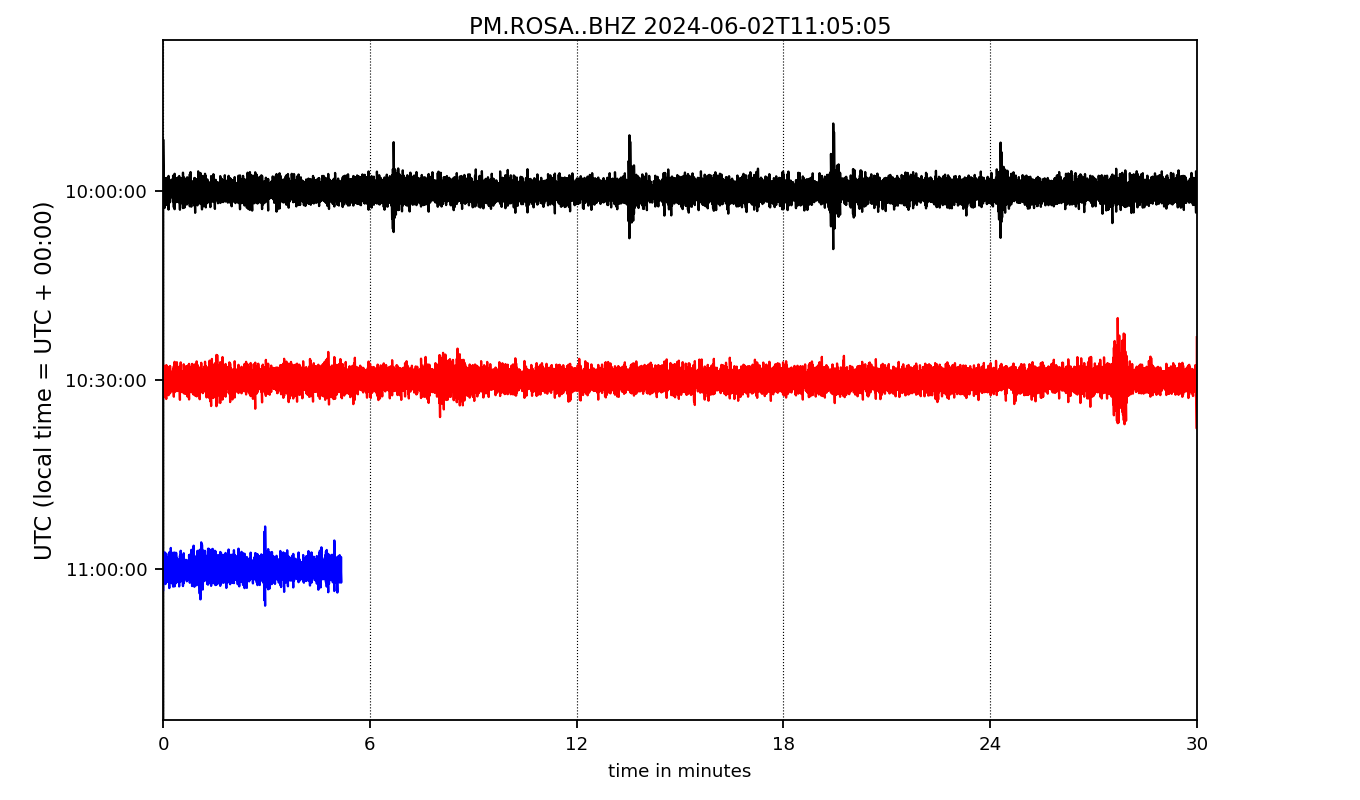 PM.ROSA..BHZ 2024-06-02T11:05:05
UTC (local time = UTC + 00:00)
10:00:00
10:30:00
11:00:00
0 6 12 18 24 30
time in minutes